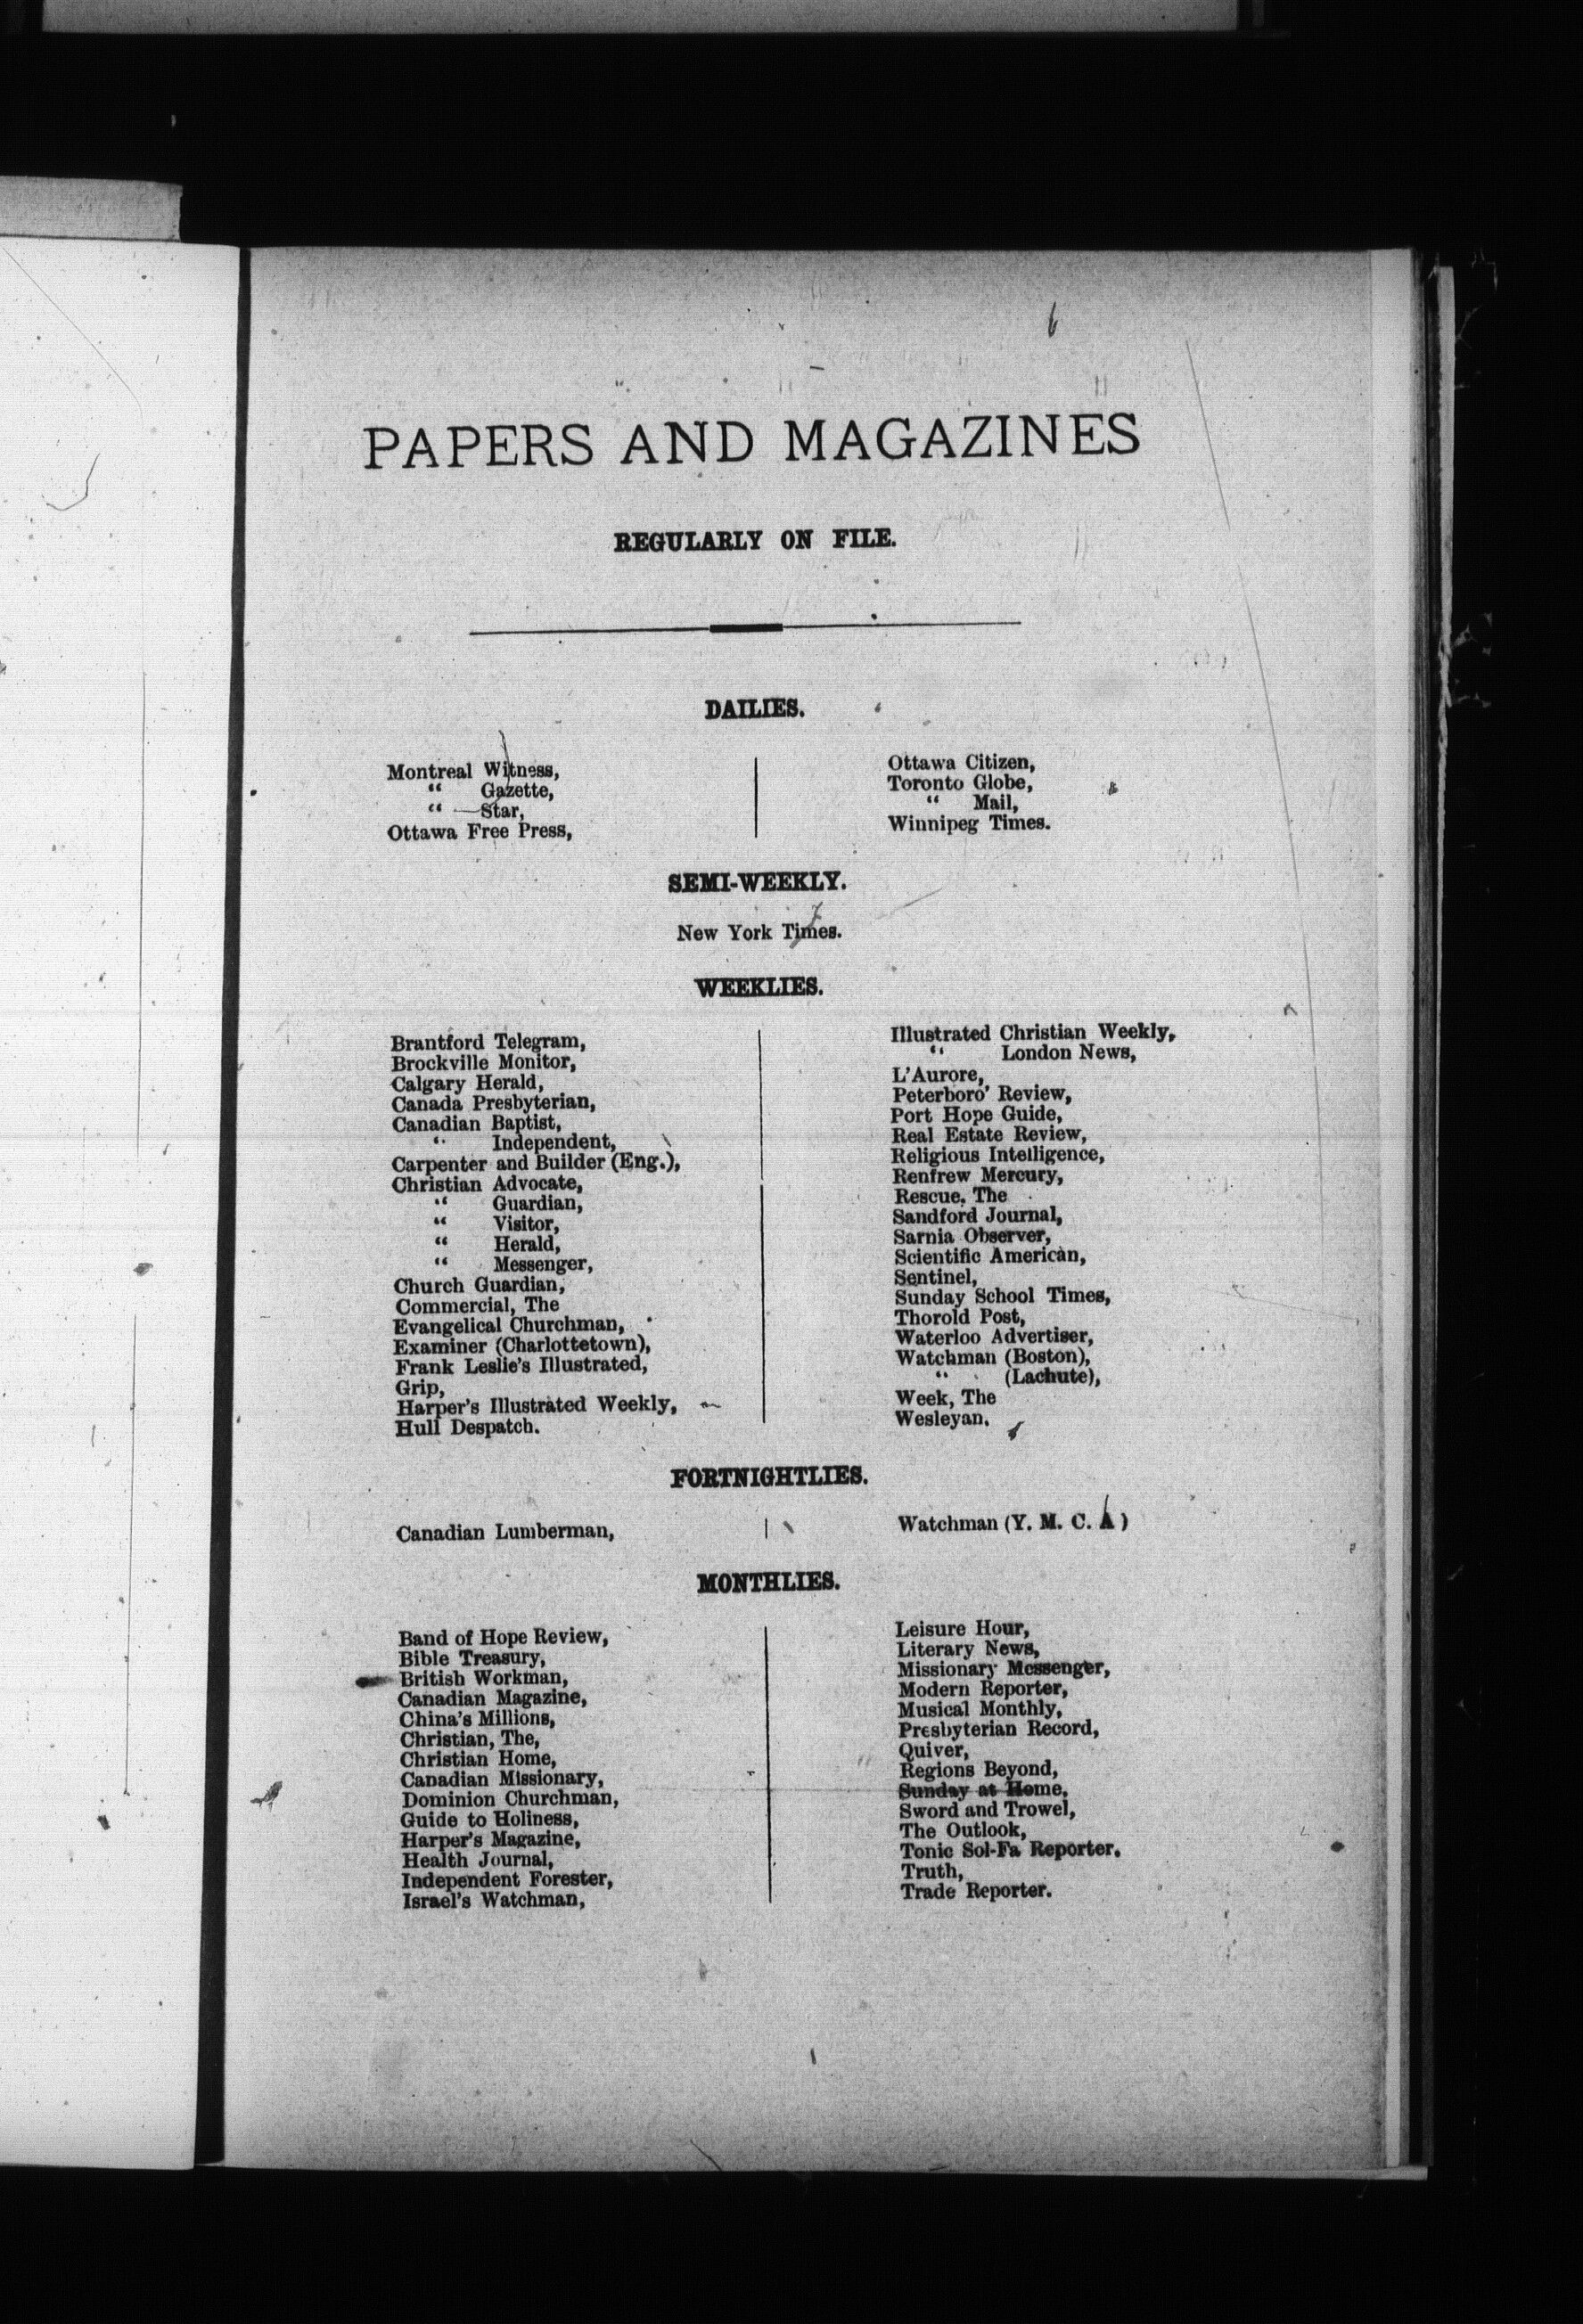 PAPERS AND MAGAZINES
REGULARLY ON FILE.
DAILIES.
Montreal Witness,
“ Gazette,
“ Star,
Ottawa Free Press,
Ottawa Citizen,
Toronto Globe,
“ Mail,
Winnipeg Times.
SEMI-WEEKLY.
New York Times.
WEEKLIES.
Brantford Telegram,
Brockville Monitor,
Calgary Herald,
Canada Presbyterian,
Canadian Baptist,
“ Independent,
Carpenter and Builder (Eng.),
Christian Advocate,
“ Guardian,
“ Visitor,
“ Herald,
“ Messenger,
Church Guardian,
Commercial, The
Evangelical Churchman,
Examiner (Charlottetown),
Frank Leslie's Illustrated,
Grip,
Harper's Illustrated Weekly,
Hull Despatch.
Illustrated Christian Weekly,
“ London News,
L'Aurore,
Peterboro' Review,
Port Hope Guide,
Real Estate Review,
Religious Intelligence,
Renfrew Mercury,
Rescue, The
Sandford Journal,
Sarnia Observer,
Scientific American,
Sentinel,
Sunday School Times,
Thorold Post,
Waterloo Advertiser,
Watchman (Boston),
“ (Lachute),
Week, The
Wesleyan.
FORTNIGHTLIES.
Canadian Lumberman,
Watchman (Y. M. C. A )
MONTHLIES.
Band of Hope Review,
Bible Treasury,
British Workman,
Canadian Magazine,
China's Millions,
Christian, The,
Christian Home,
Canadian Missionary,
Dominion Churchman,
Guide to Holiness,
Harper's Magazine,
Health Journal,
Independent Forester,
Israel's Watchman,
Leisure Hour,
Literary News,
Missionary Messenger,
Modern Reporter,
Musical Monthly,
Presbyterian Record,
Quiver,
Regions Beyond,
Sunday at Home,
Sword and Trowel,
The Outlook,
Tonic Sol-Fa Reporter.
Truth,
Trade Reporter.